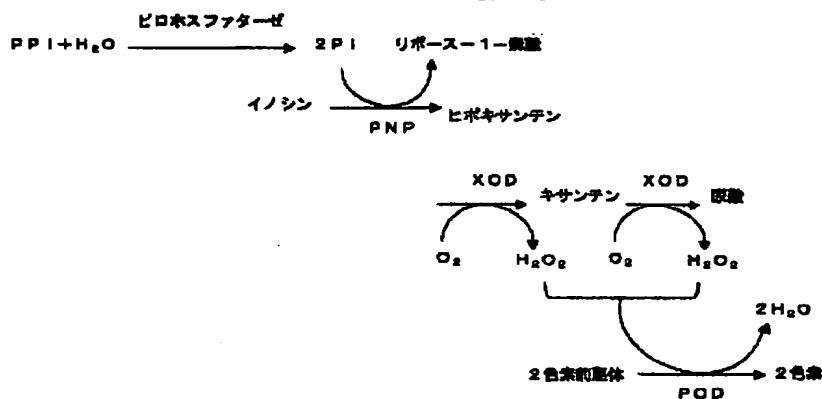 ピロホスファターゼ
PPi+H₂O 2Pi リボース-1-燐酸
イノシン ヒポキサンテン
PNP
XOD XOD
キサンテン 尿酸
O₂ H₂O₂ O₂ H₂O₂
2H₂O
2色素前駆体 2色素
POD